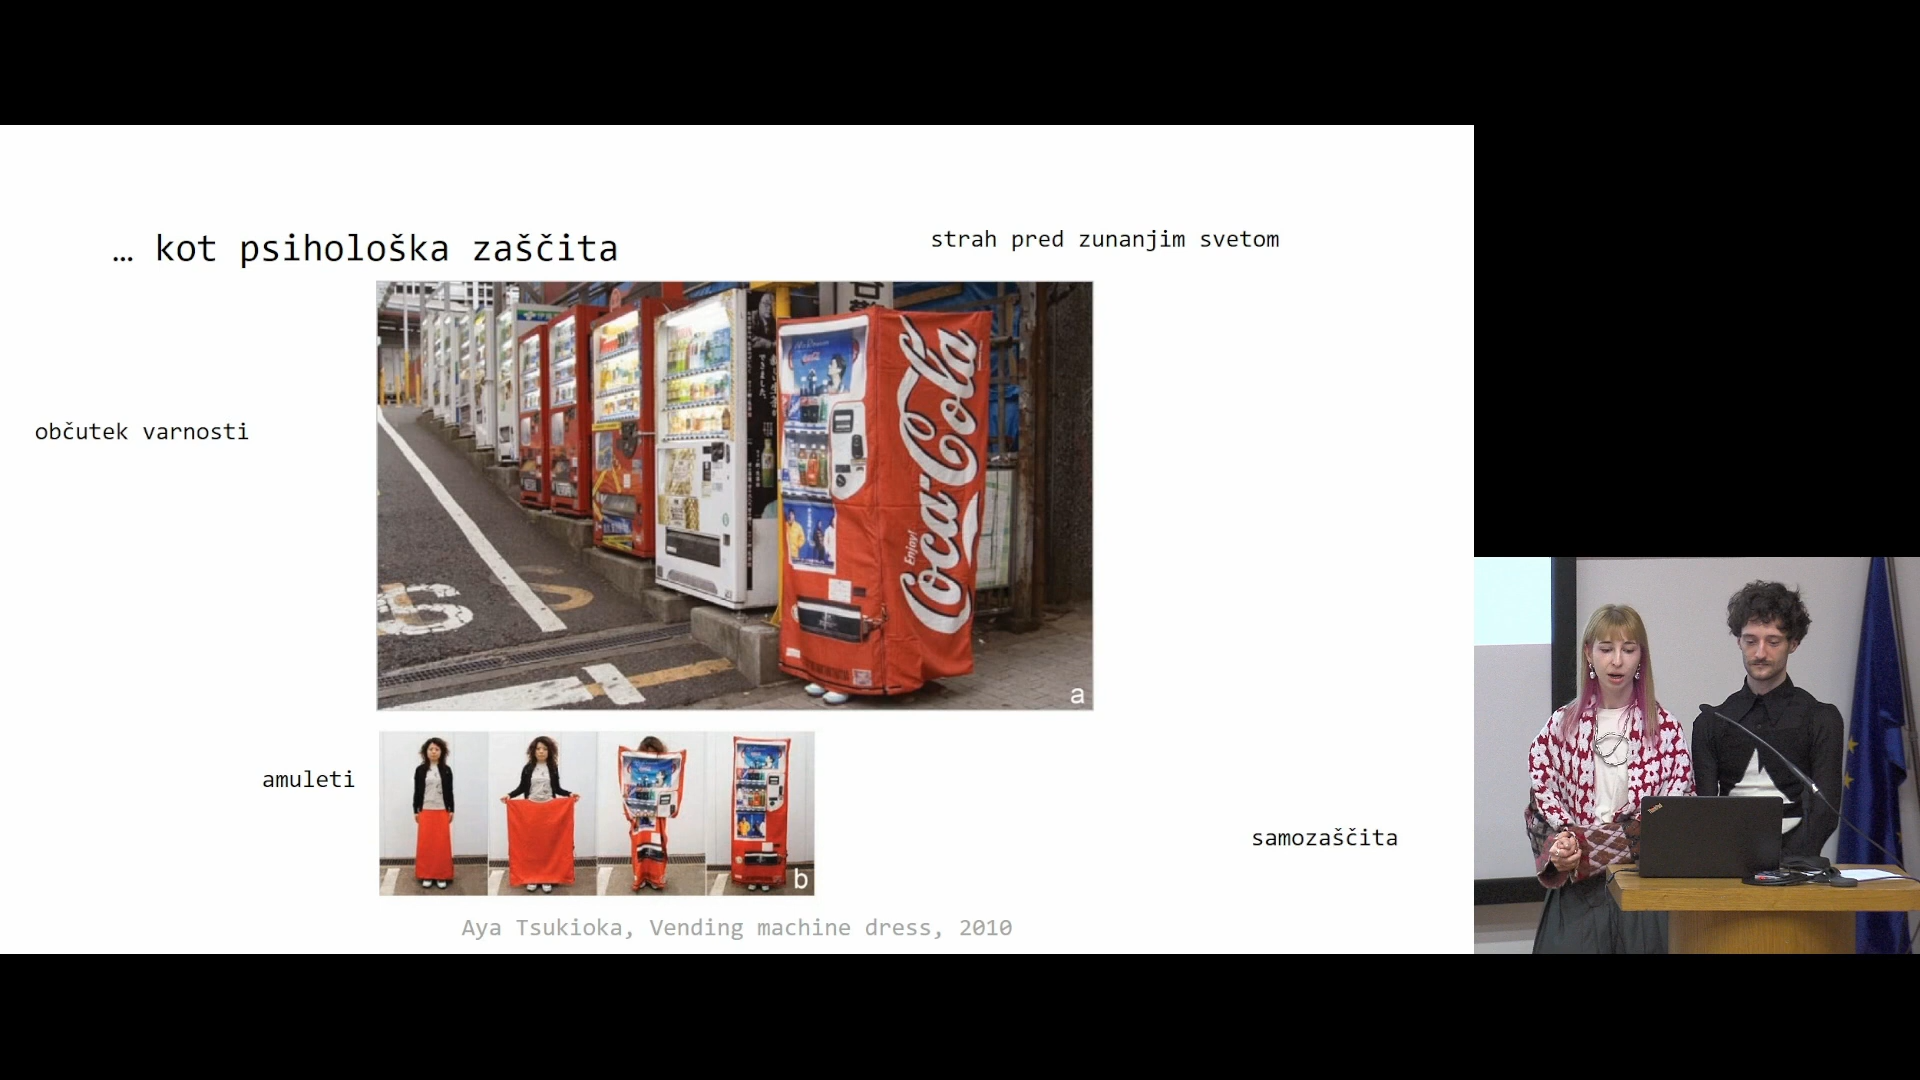 … kot psihološka zaščita
strah pred zunanjim svetom
občutek varnosti
Enjoy!
Coca-Cola
a
amuleti
b
samozaščita
Aya Tsukioka, Vending machine dress, 2010